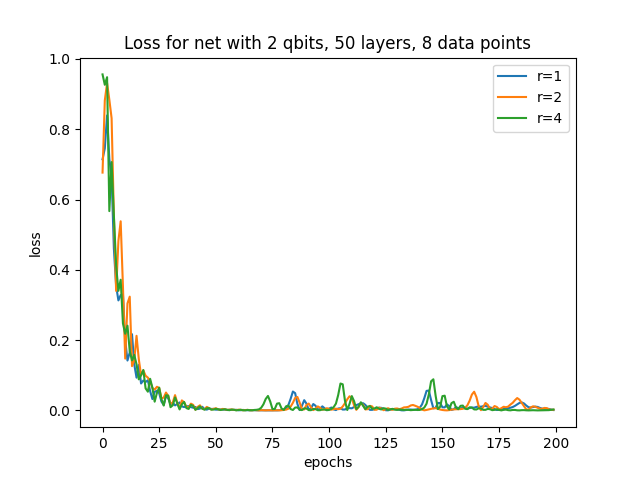 Loss for net with 2 qbits, 50 layers, 8 data points
1.0
0.8
0.6
0.4
0.2
0.0
loss
r=1
r=2
r=4
0 25 50 75 100 125 150 175 200
epochs